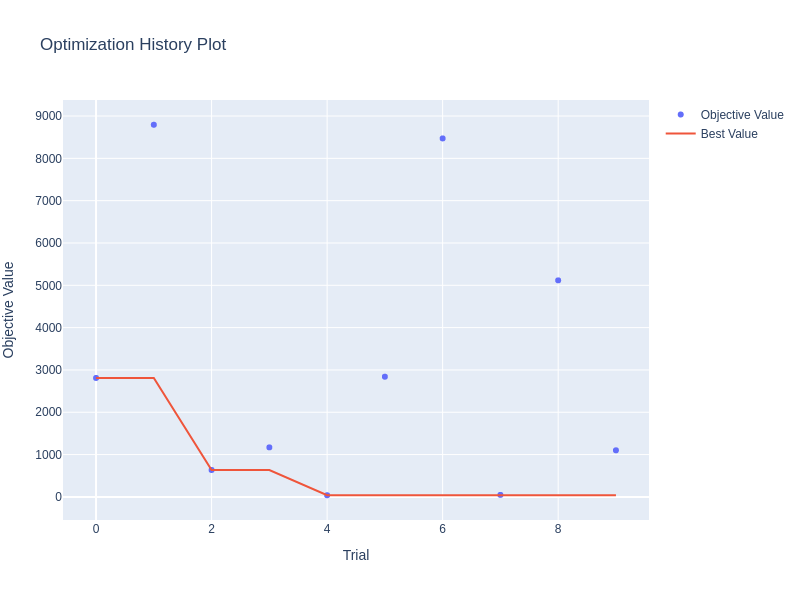 Optimization History Plot
Objective Value
Best Value
9000
8000
7000
6000
5000
4000
3000
2000
1000
0
Objective Value
0 2 4 6 8
Trial